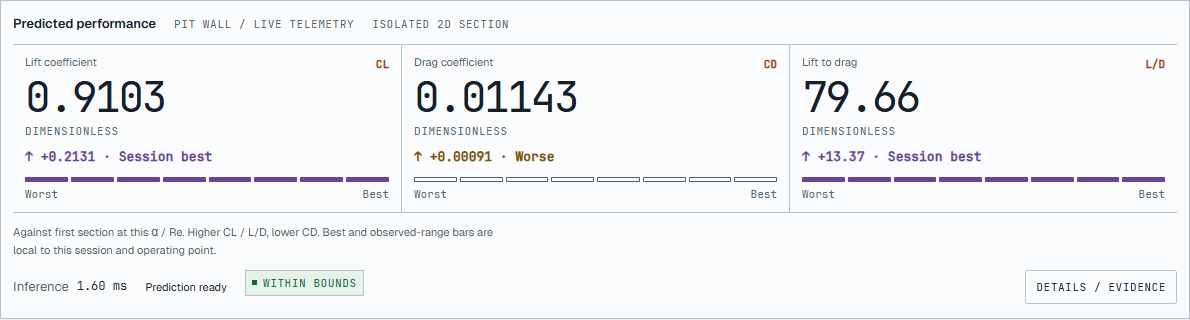 Predicted performance PIT WALL / LIVE TELEMETRY ISOLATED 2D SECTION
Lift coefficient CL
0.9103
DIMENSIONLESS
↑ +0.2131 · Session best
Worst Best
Drag coefficient CD
0.01143
DIMENSIONLESS
↑ +0.00091 · Worse
Worst Best
Lift to drag L/D
79.66
DIMENSIONLESS
↑ +13.37 · Session best
Worst Best
Against first section at this α / Re. Higher CL / L/D, lower CD. Best and observed-range bars are
local to this session and operating point.
Inference 1.60 ms Prediction ready WITHIN BOUNDS DETAILS / EVIDENCE